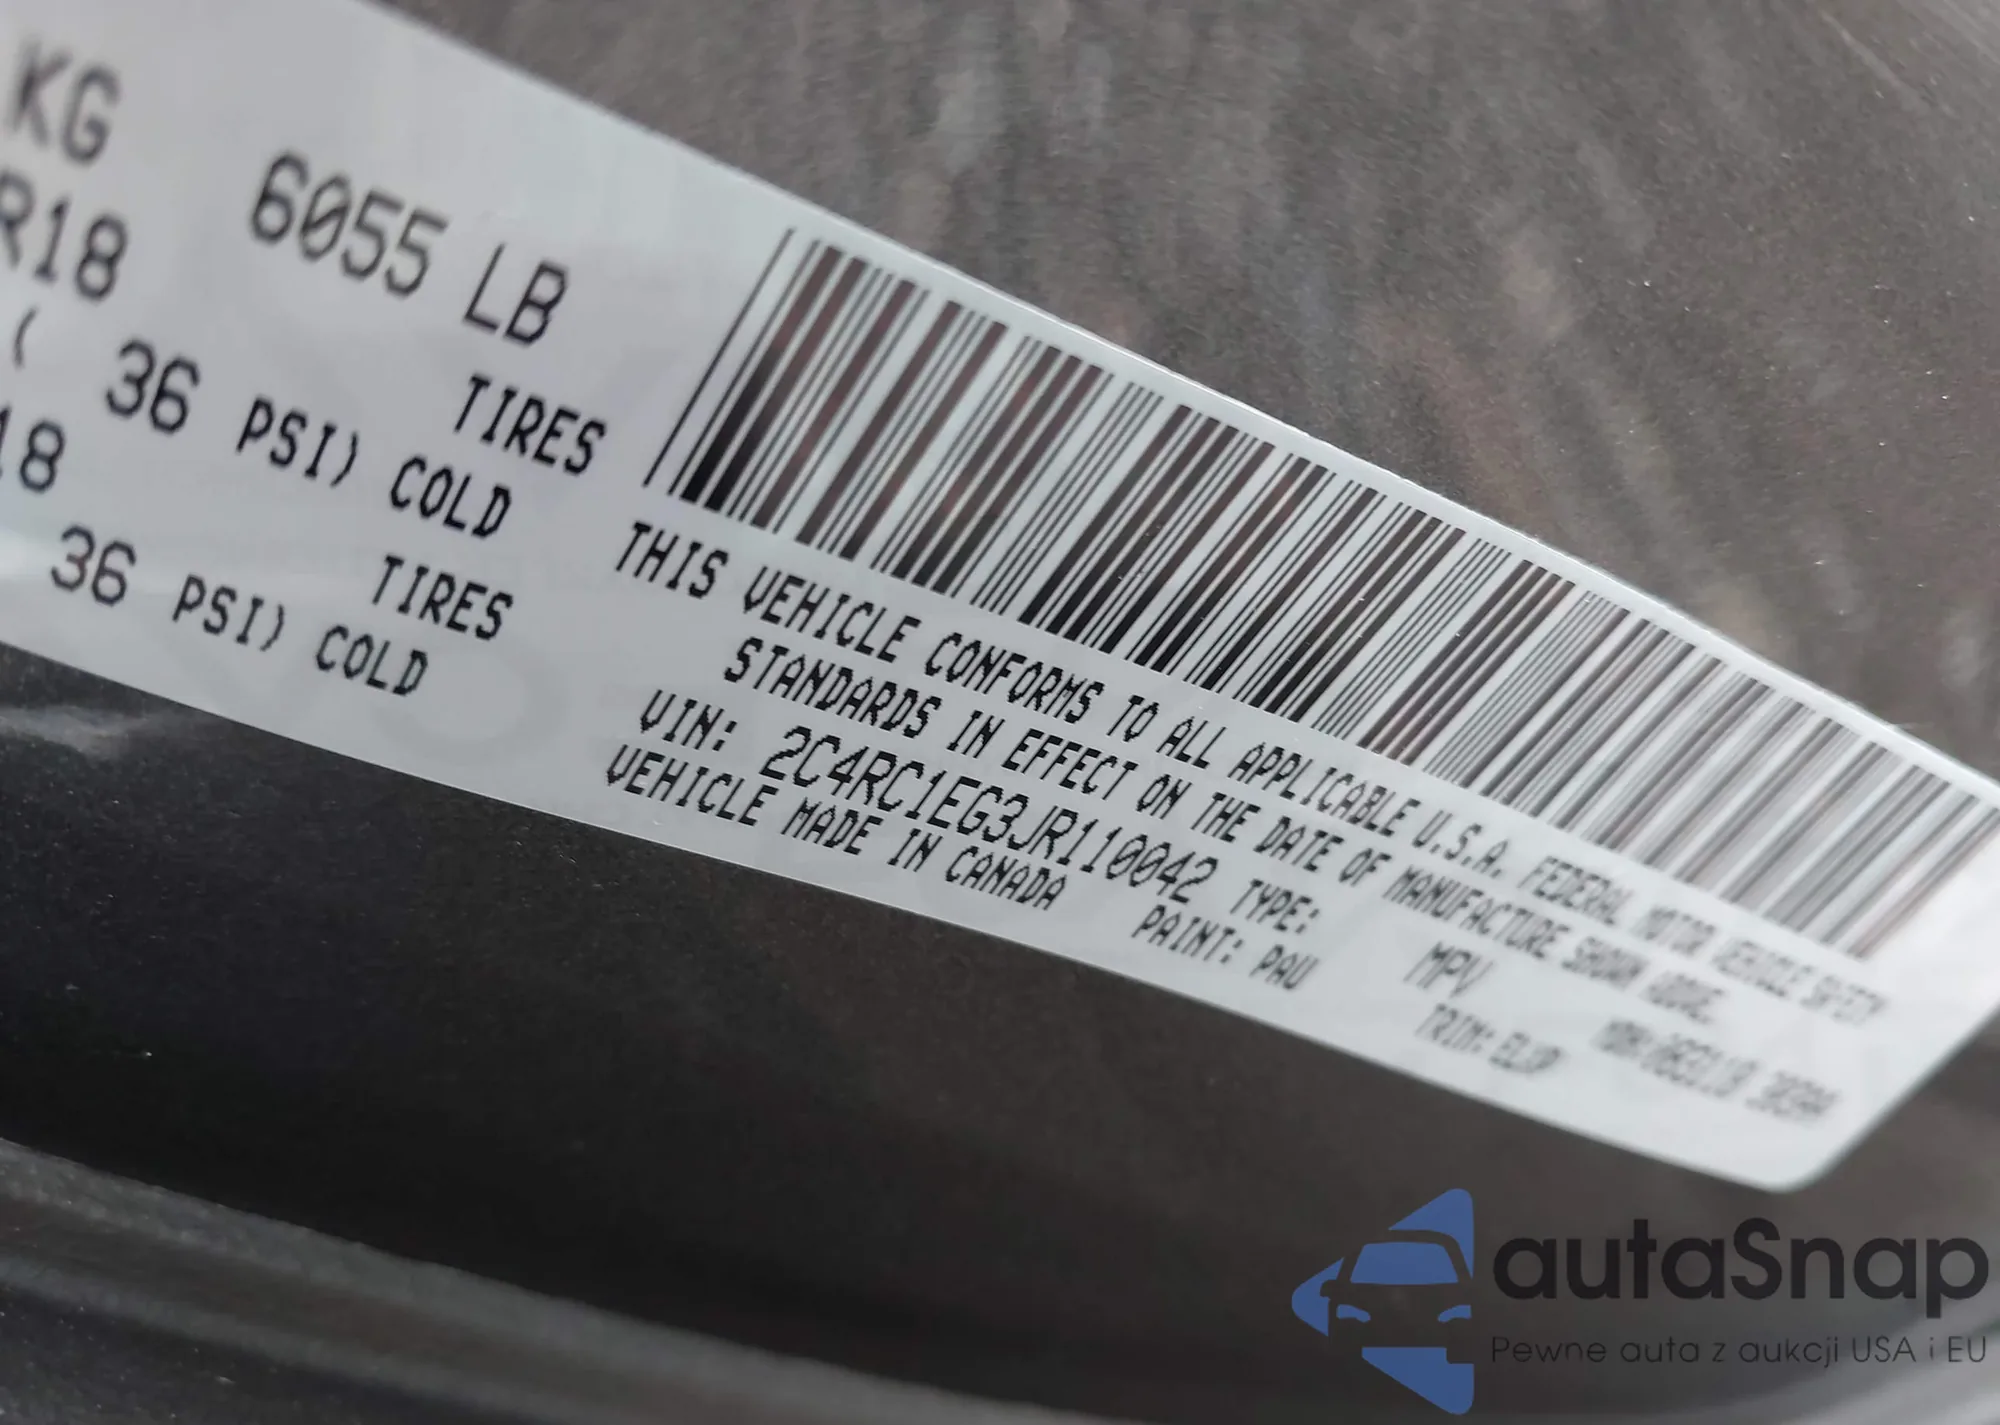 KG 6055 LB
R18 TIRES
( 36 PSI) COLD
18 TIRES
36 PSI) COLD
THIS VEHICLE CONFORMS TO ALL APPLICABLE U.S.A. FEDERAL MOTOR VEHICLE SAFETY
STANDARDS IN EFFECT ON THE DATE OF MANUFACTURE SHOWN ABOVE.
VIN: 2C4RC1EG3JR110042 TYPE: MPV
VEHICLE MADE IN CANADA PAINT: PAU TRIM:
autaSnap
Pewne auta z aukcji USA i EU